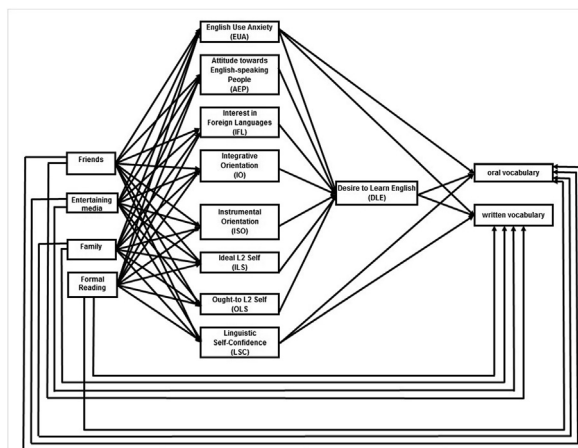 English Use Anxiety
(EUA)
Attitude towards
English-speaking
People
(AEP)
Interest in
Foreign Languages
(IFL)
Friends
Integrative
Orientation
(IO)
oral vocabulary
Desire to Learn English
(DLE)
Entertaining
media
Instrumental
Orientation
(ISO)
written vocabulary
Family
Ideal L2 Self
(ILS)
Formal
Reading
Ought-to L2 Self
(OLS
Linguistic
Self-Confidence
(LSC)